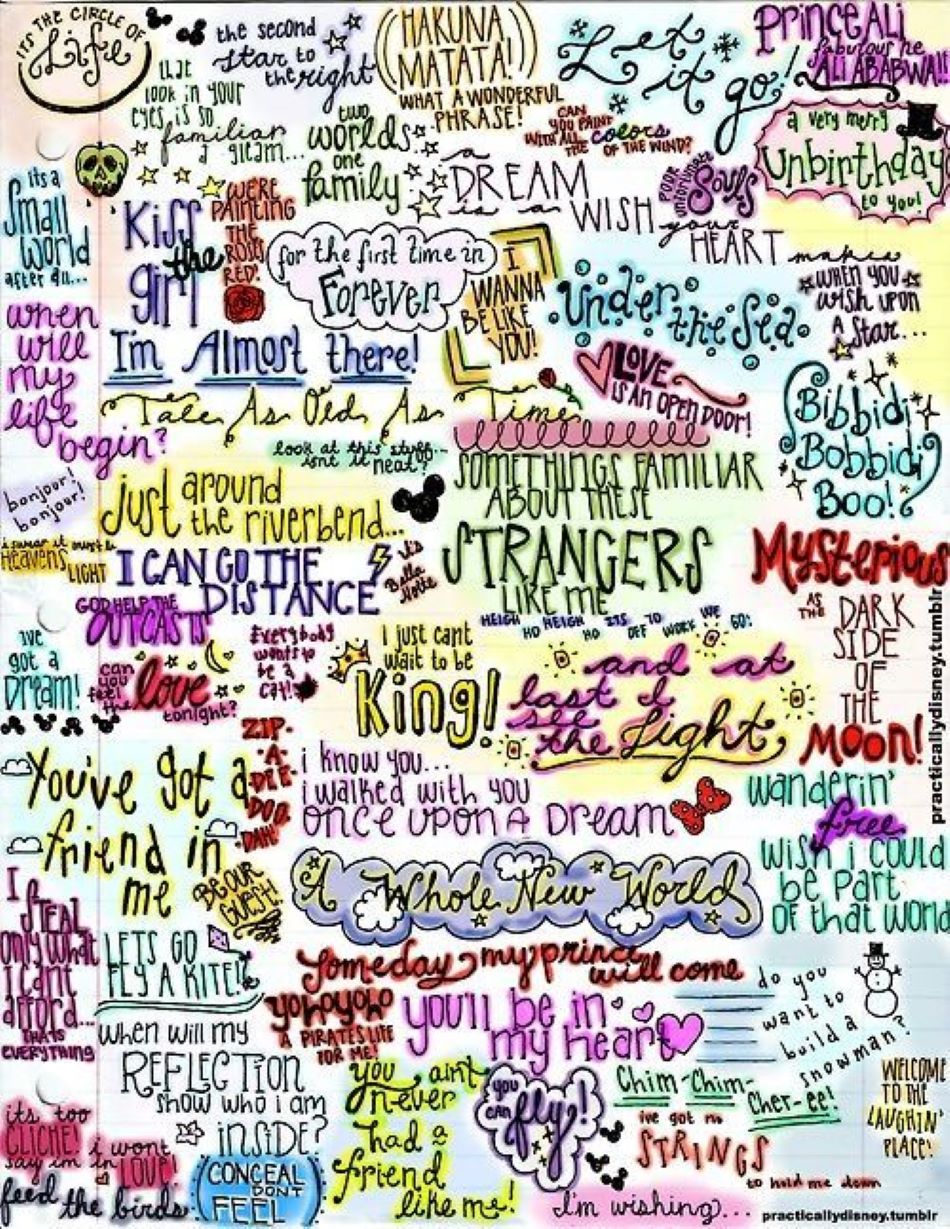 ITS THE CIRCLE OF
Life
the second
star to
the right
HAKUNA
MATATA!
WHAT A WONDERFUL
PHRASE!
Let
it go!
PRINCE ALI
fabulous he
ALI ABABWA!!
that
look in your
eyes, is so
familiar
a gleam...
two
worlds
one
family
CAN
YOU PAINT
WITH ALL THE colors OF THE WIND?
a very merry
Unbirthday
to you!
its a
Small
world
after all...
Kiss
the
girl
WE'RE
PAINTING
THE
ROSES
RED!
a
DREAM
is a WISH
your
HEART makes
POOR
unfortunate
Souls
for the first time in
Forever
I
WANNA
BE LIKE
YOU!
under
the Sea
WHEN YOU
wish upon
A Star...
when
will
my
life
begin?
I'm Almost there!
LOVE
IS AN OPEN DOOR!
Tale As Old As Time
Bibbidi
Bobbidi
Boo!
look at this stuff...
isnt it neat?
bonjour!
bonjour!
just around
the riverbend...
SOMETHINGS FAMILIAR
ABOUT THESE
STRANGERS
LIKE ME
i swear it must be
HEAVENS
LIGHT
I CAN GO THE
DISTANCE
it's
Bella
Notte
Mysterious
AS
THE
DARK
SIDE
OF
THE
Moon!
GOD HELP THE
OUTCASTS
HEIGH HO HEIGH HO ITS OFF TO WORK WE GO!
ive
got a
Dream!
can
you
feel
the love
tonight?
Everybody
wants to
be a
cat!
I just cant
wait to be
King!
and at
last I
see
the Light
practicallydisney.tumblr
You've got a
friend in
me
ZIP-
A-
DEE-
DOO-
DAH!
i know you...
i walked with you
once upon A Dream
wanderin'
free
wish i could
be part
of that world
BE OUR
GUEST!
A Whole New World
I
STEAL
only what
I cant
afford...
THATS
EVERYTHING
LETS GO
FLY A KITE!
Someday my prince
will come
do you
want to
build a
snowman?
yo ho yo ho
A PIRATES LIFE
FOR ME!
you'll be in
my heart
when will my
REFLECTION
show who i am
inSiDE?
you aint
never
had a
friend
like me!
you
CAN fly!
Chim-Chim-
Cher-ee!
WELCOME
TO THE
LAUGHIN'
PLACE!
ive got no
STRINGS
to hold me down
its too
CLICHE! i wont
say im in LOVE!
feed the birds
CONCEAL
DONT
FEEL
I'm wishing...
practicallydisney.tumblr